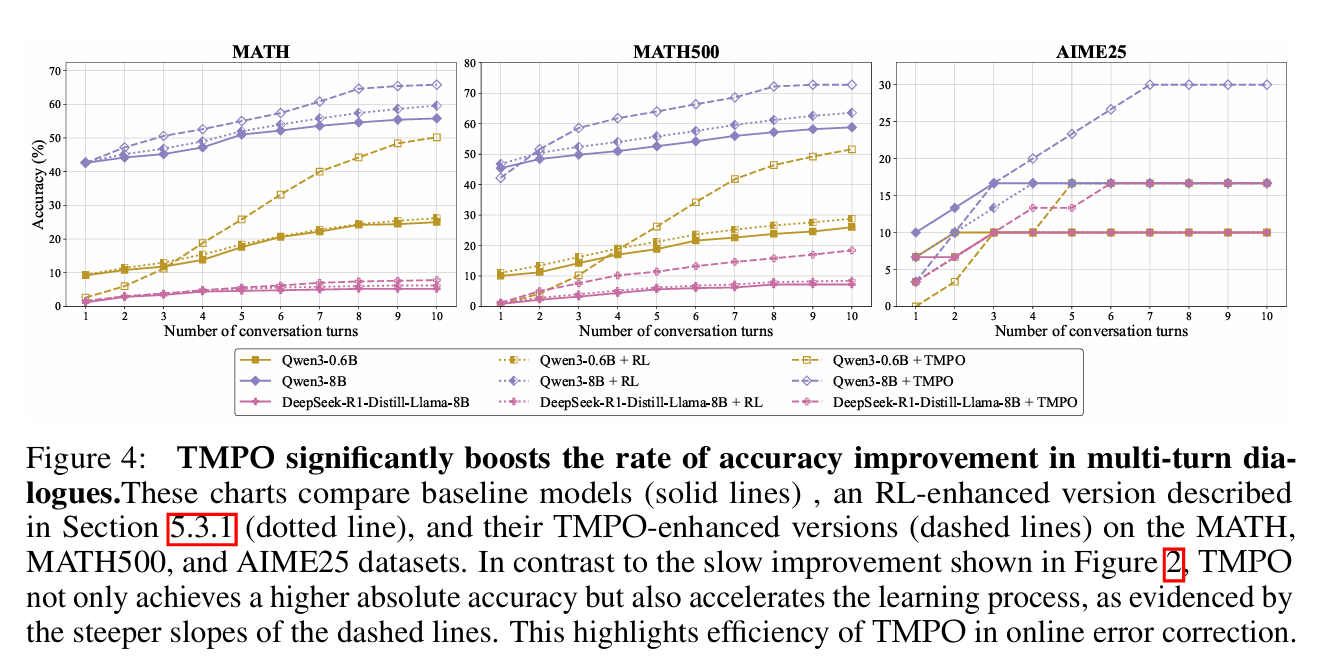 MATH
MATH500
AIME25
Accuracy (%)
70
60
50
40
30
20
10
0
1 2 3 4 5 6 7 8 9 10
Number of conversation turns
80
70
60
50
40
30
20
10
0
1 2 3 4 5 6 7 8 9 10
Number of conversation turns
30
25
20
15
10
5
0
1 2 3 4 5 6 7 8 9 10
Number of conversation turns
Qwen3-0.6B
Qwen3-0.6B + RL
Qwen3-0.6B + TMPO
Qwen3-8B
Qwen3-8B + RL
Qwen3-8B + TMPO
DeepSeek-R1-Distill-Llama-8B
DeepSeek-R1-Distill-Llama-8B + RL
DeepSeek-R1-Distill-Llama-8B + TMPO
Figure 4: TMPO significantly boosts the rate of accuracy improvement in multi-turn dia-
logues.These charts compare baseline models (solid lines) , an RL-enhanced version described
in Section 5.3.1 (dotted line), and their TMPO-enhanced versions (dashed lines) on the MATH,
MATH500, and AIME25 datasets. In contrast to the slow improvement shown in Figure 2, TMPO
not only achieves a higher absolute accuracy but also accelerates the learning process, as evidenced by
the steeper slopes of the dashed lines. This highlights efficiency of TMPO in online error correction.